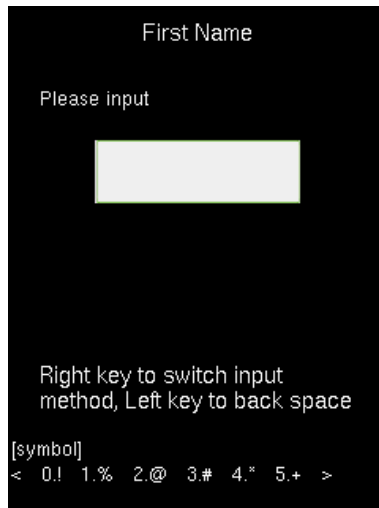 First Name
Please input
Right key to switch input
method, Left key to back space
[symbol]
< 0.! 1.% 2.@ 3.# 4.* 5.+ >